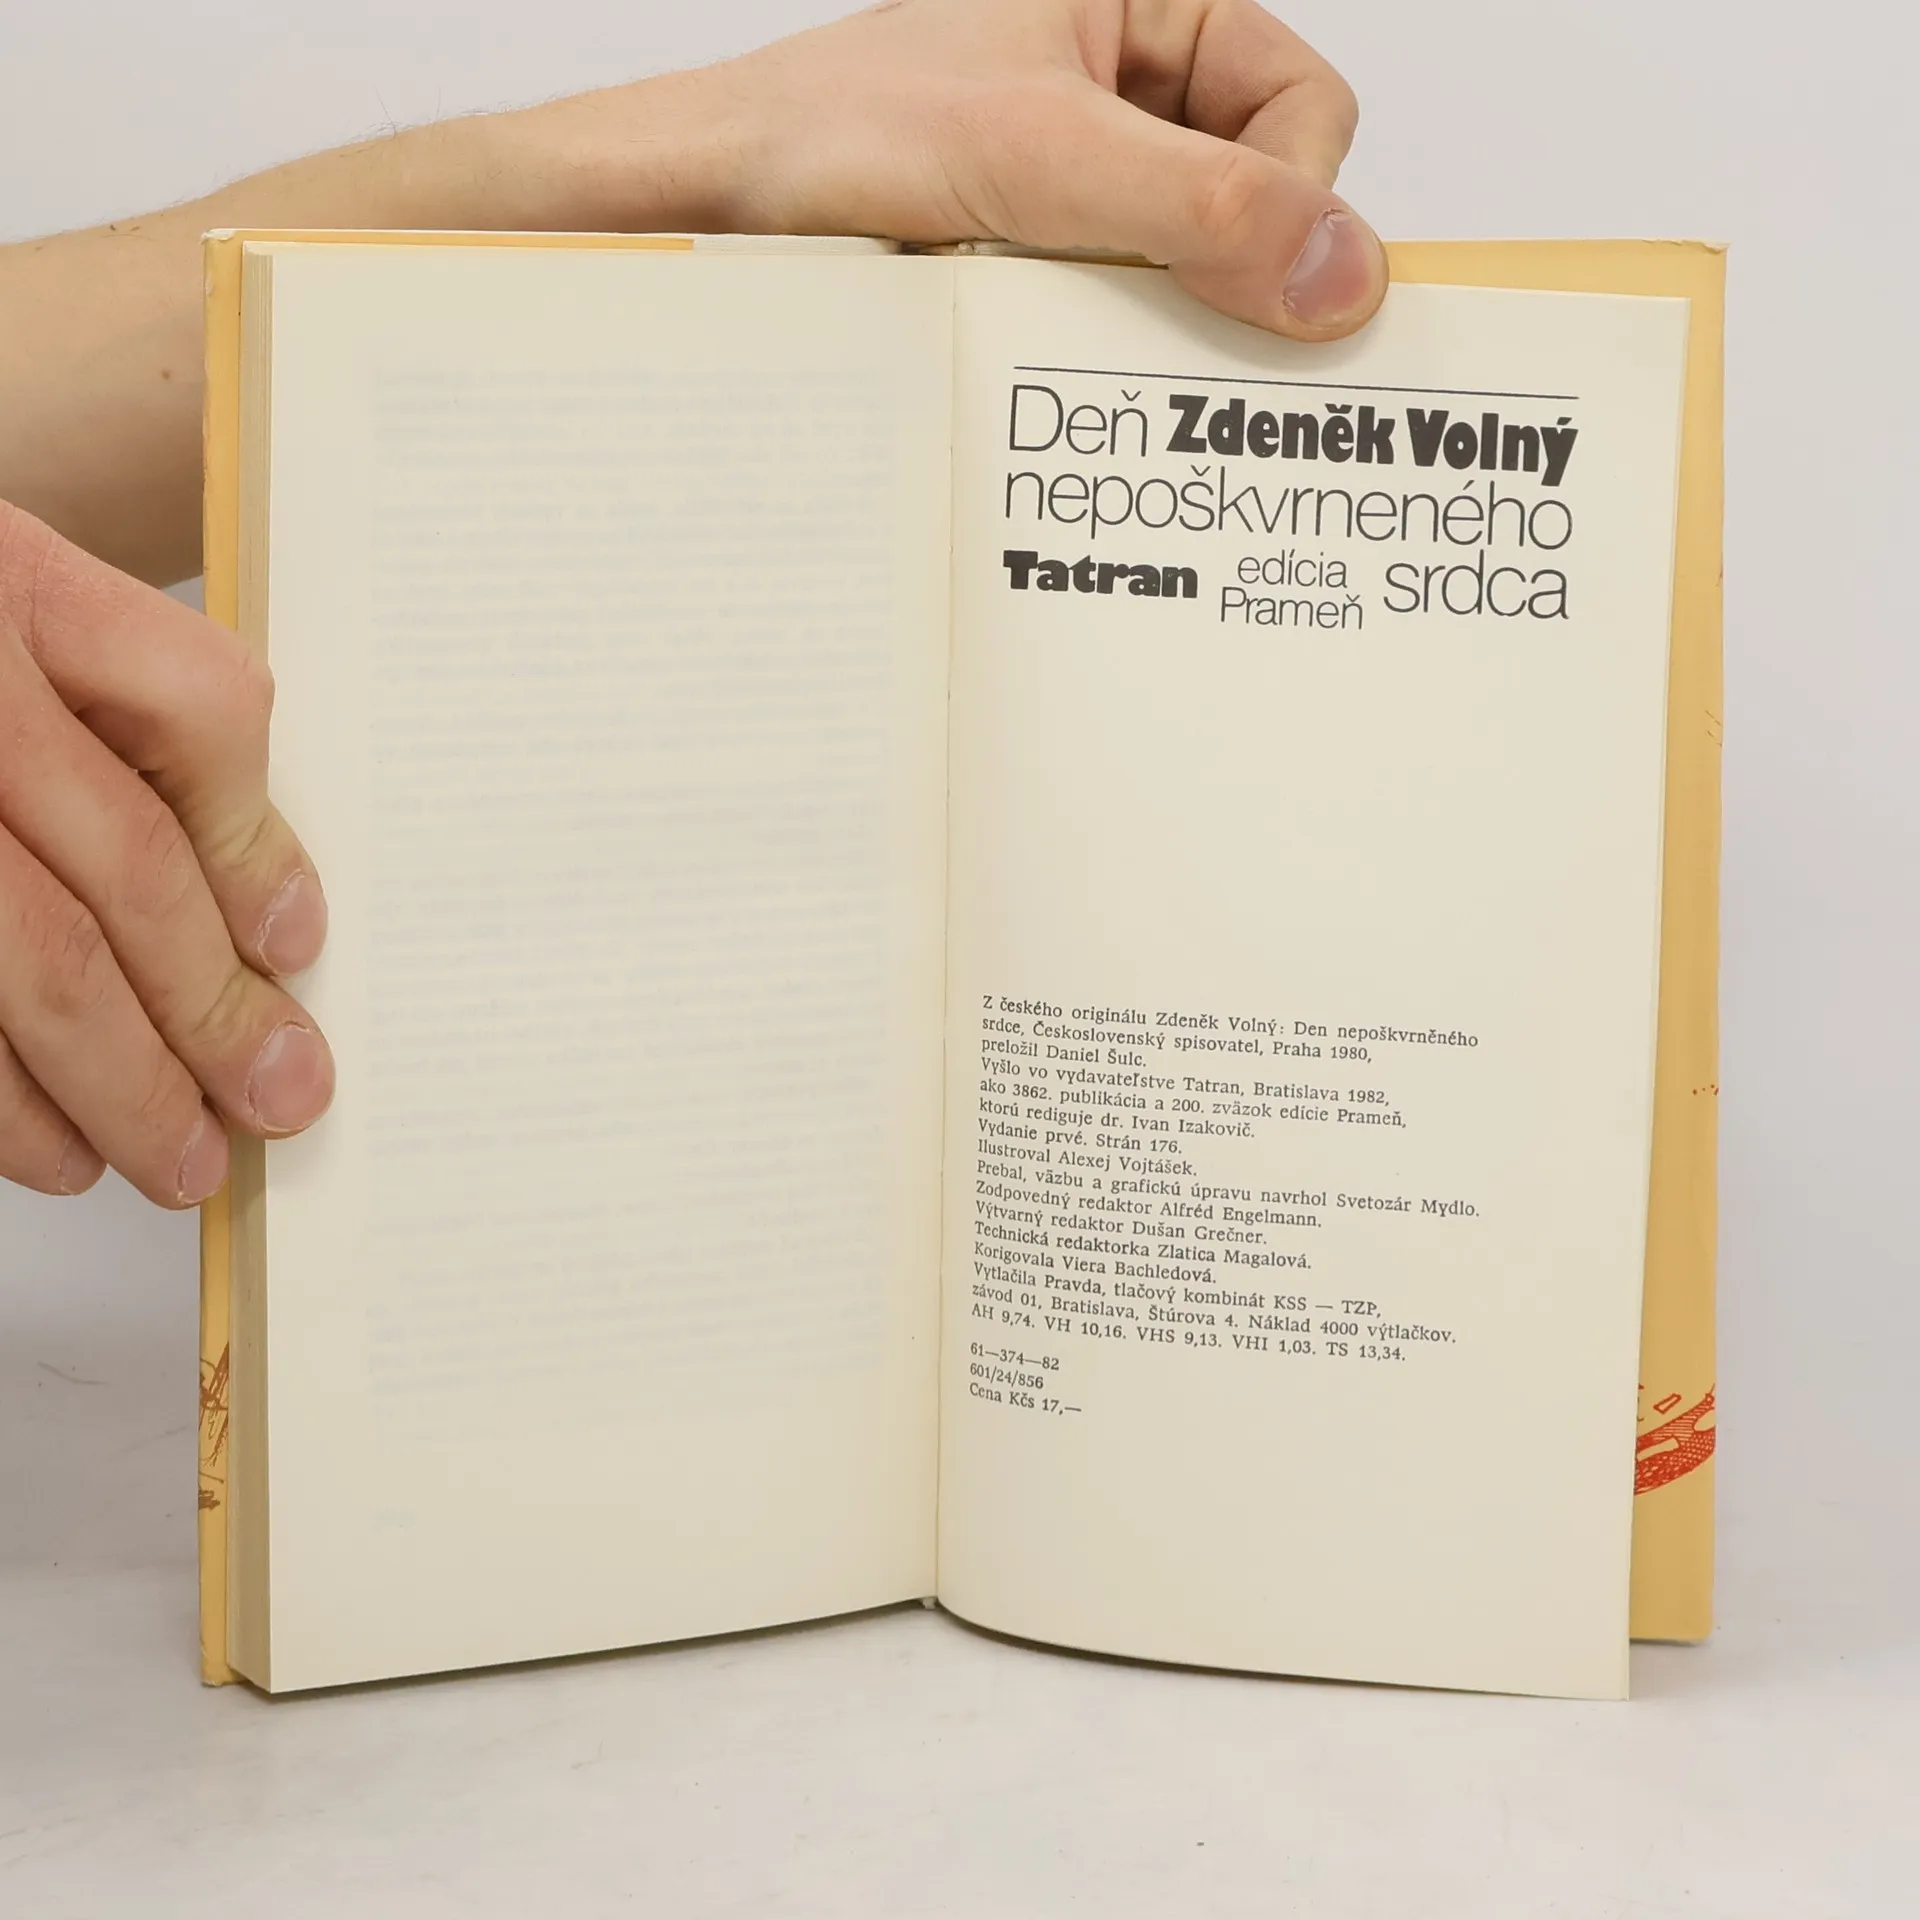 Deň Zdeněk Volný
nepoškvrneného
Tatran edícia Prameň srdca
Z českého originálu Zdeněk Volný: Den nepoškvrněného
srdce, Československý spisovatel, Praha 1980,
preložil Daniel Šulc.
Vyšlo vo vydavateľstve Tatran, Bratislava 1982,
ako 3862. publikácia a 200. zväzok edície Prameň,
ktorú rediguje dr. Ivan Izakovič.
Vydanie prvé. Strán 176.
Ilustroval Alexej Vojtášek.
Prebal, väzbu a grafickú úpravu navrhol Svetozár Mydlo.
Zodpovedný redaktor Alfréd Engelmann.
Výtvarný redaktor Dušan Grečner.
Technická redaktorka Zlatica Magalová.
Korigovala Viera Bachledová.
Vytlačila Pravda, tlačový kombinát KSS — TZP,
závod 01, Bratislava, Štúrova 4. Náklad 4000 výtlačkov.
AH 9,74. VH 10,16. VHS 9,13. VHI 1,03. TS 13,34.
61—374—82
601/24/856
Cena Kčs 17,—